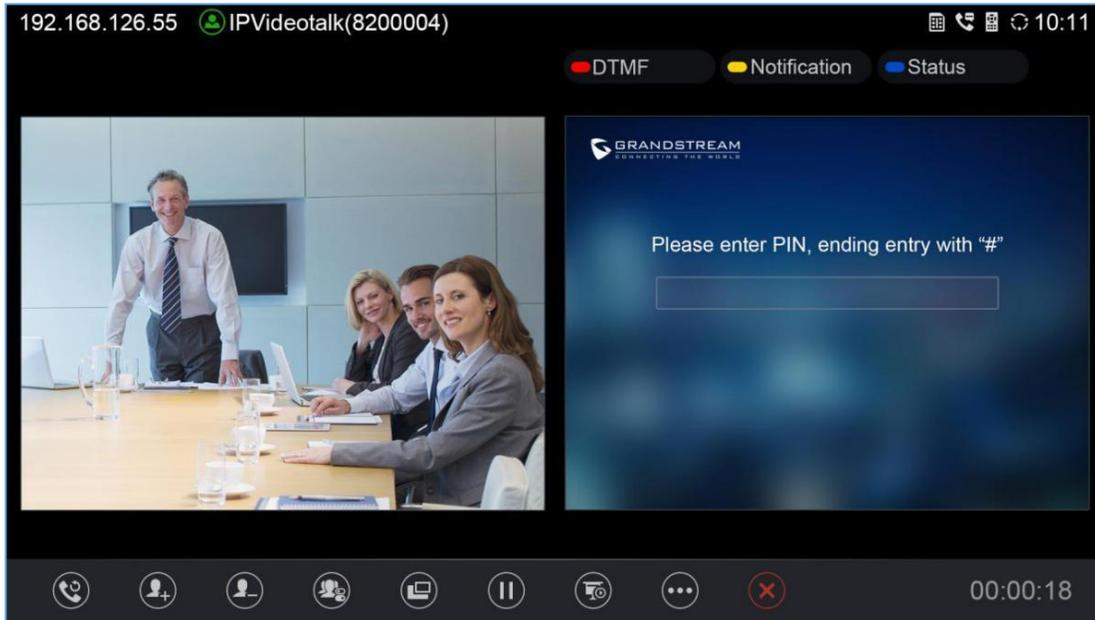 192.168.126.55 IPVideotalk(8200004) 10:11
DTMF Notification Status
GRANDSTREAM
CONNECTING THE WORLD
Please enter PIN, ending entry with “#”
00:00:18